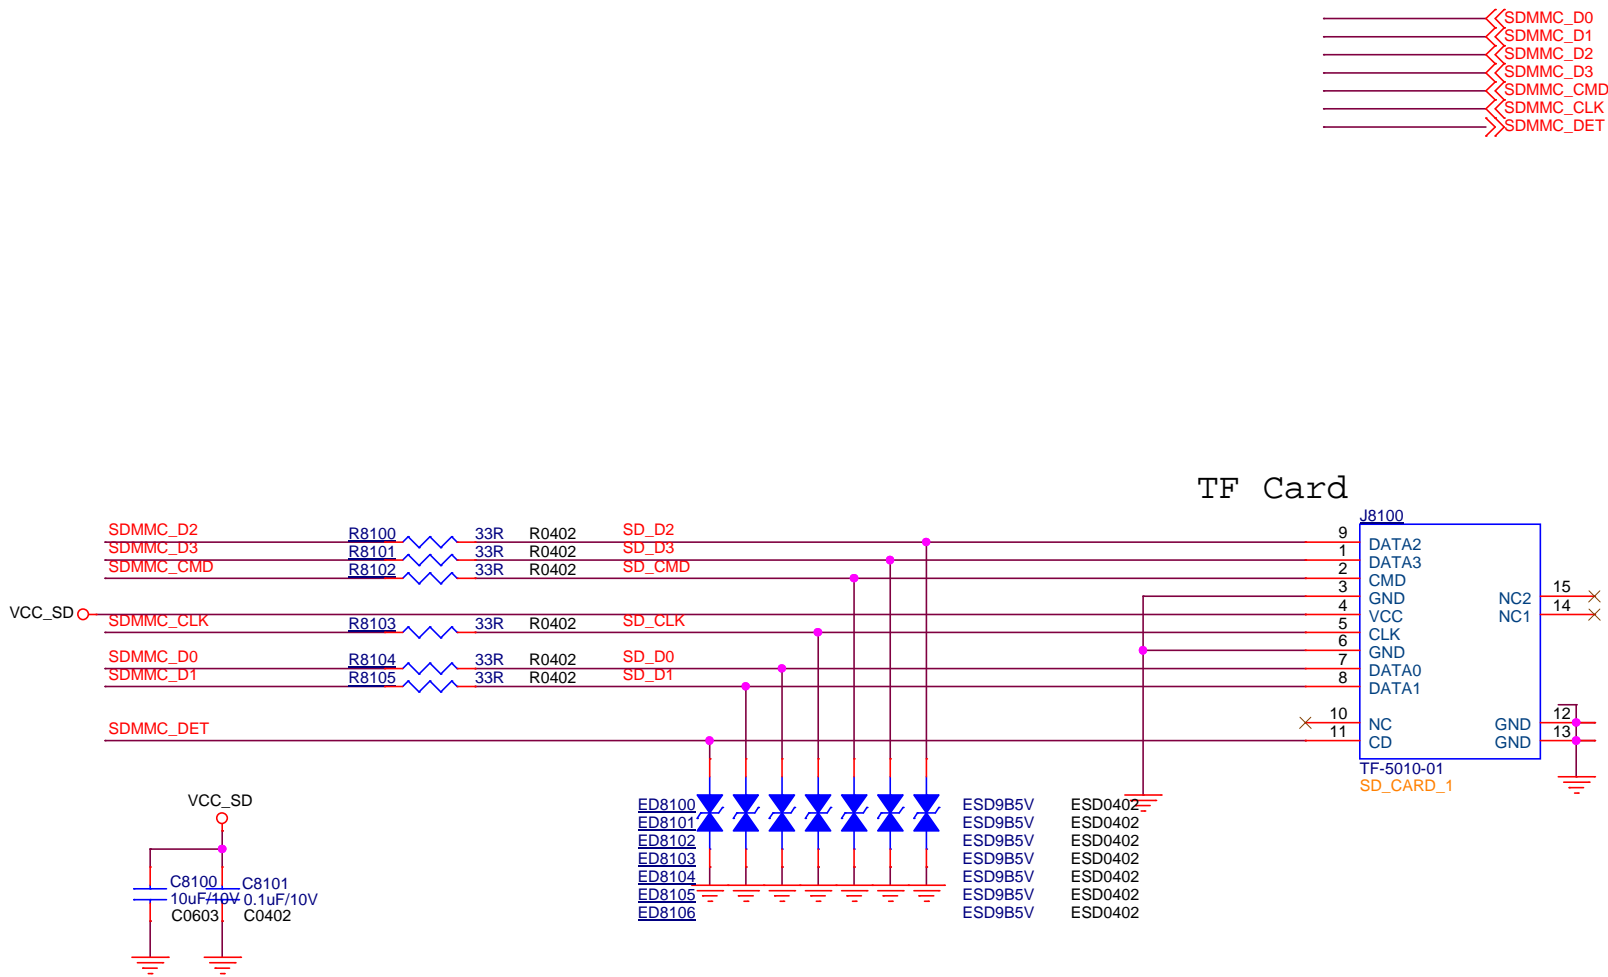 SDMMC_D0
SDMMC_D1
SDMMC_D2
SDMMC_D3
SDMMC_CMD
SDMMC_CLK
SDMMC_DET
TF Card
J8100
SDMMC_D2 R8100 33R R0402 SD_D2 9 DATA2
SDMMC_D3 R8101 33R R0402 SD_D3 1 DATA3
SDMMC_CMD R8102 33R R0402 SD_CMD 2 CMD
3 GND NC2 15
VCC_SD 4 VCC NC1 14
SDMMC_CLK R8103 33R R0402 SD_CLK 5 CLK
6 GND
SDMMC_D0 R8104 33R R0402 SD_D0 7 DATA0
SDMMC_D1 R8105 33R R0402 SD_D1 8 DATA1
10 NC GND 12
SDMMC_DET 11 CD GND 13
TF-5010-01
SD_CARD_1
VCC_SD
C8100
10uF/10V
C0603
C8101
0.1uF/10V
C0402
ED8100 ESD9B5V ESD0402
ED8101 ESD9B5V ESD0402
ED8102 ESD9B5V ESD0402
ED8103 ESD9B5V ESD0402
ED8104 ESD9B5V ESD0402
ED8105 ESD9B5V ESD0402
ED8106 ESD9B5V ESD0402